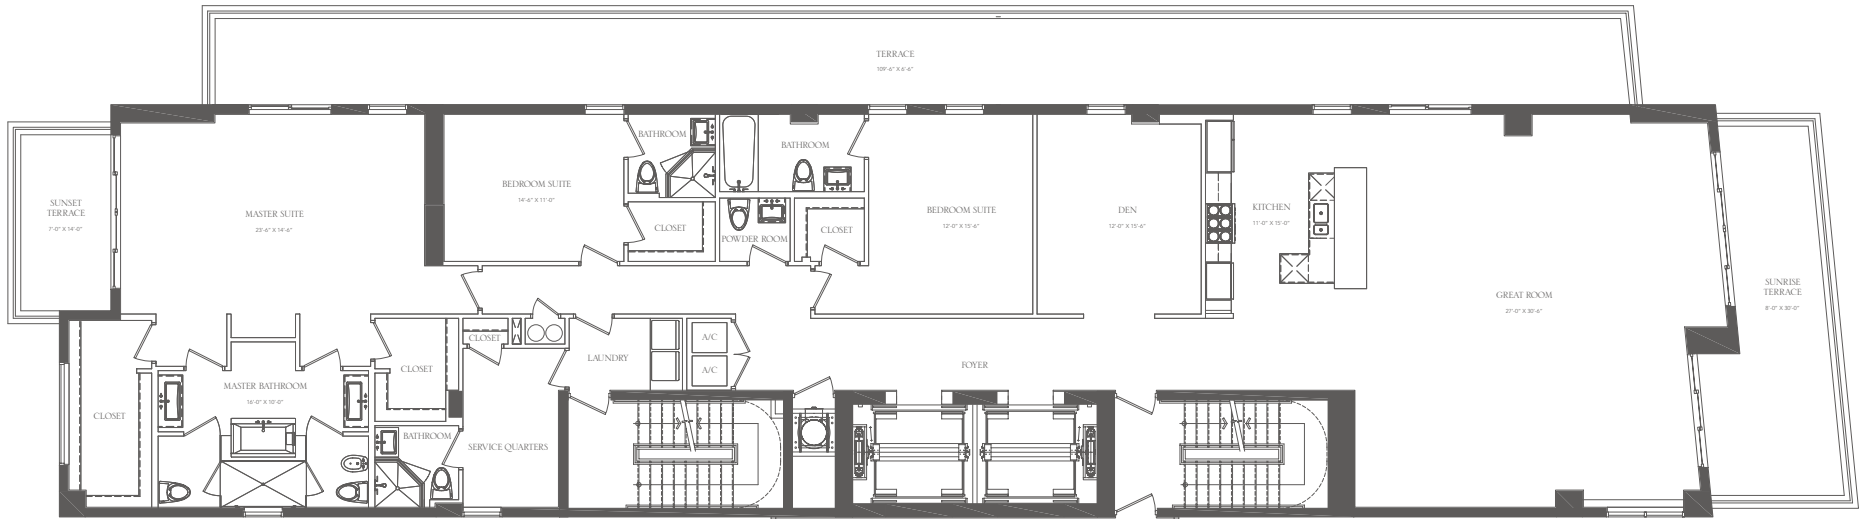 TERRACE
109'-6" X 6'-6"
BATHROOM
BATHROOM
BEDROOM SUITE
14'-6" X 11'-0"
SUNSET
TERRACE
7'-0" X 14'-0"
MASTER SUITE
23'-6" X 14'-6"
CLOSET
POWDER ROOM
CLOSET
BEDROOM SUITE
12'-0" X 15'-6"
DEN
12'-0" X 15'-6"
KITCHEN
11'-0" X 15'-0"
GREAT ROOM
27'-0" X 30'-6"
SUNRISE
TERRACE
8'-0" X 30'-0"
CLOSET
A/C
LAUNDRY
A/C
FOYER
CLOSET
MASTER BATHROOM
16'-0" X 10'-0"
CLOSET
BATHROOM
SERVICE QUARTERS